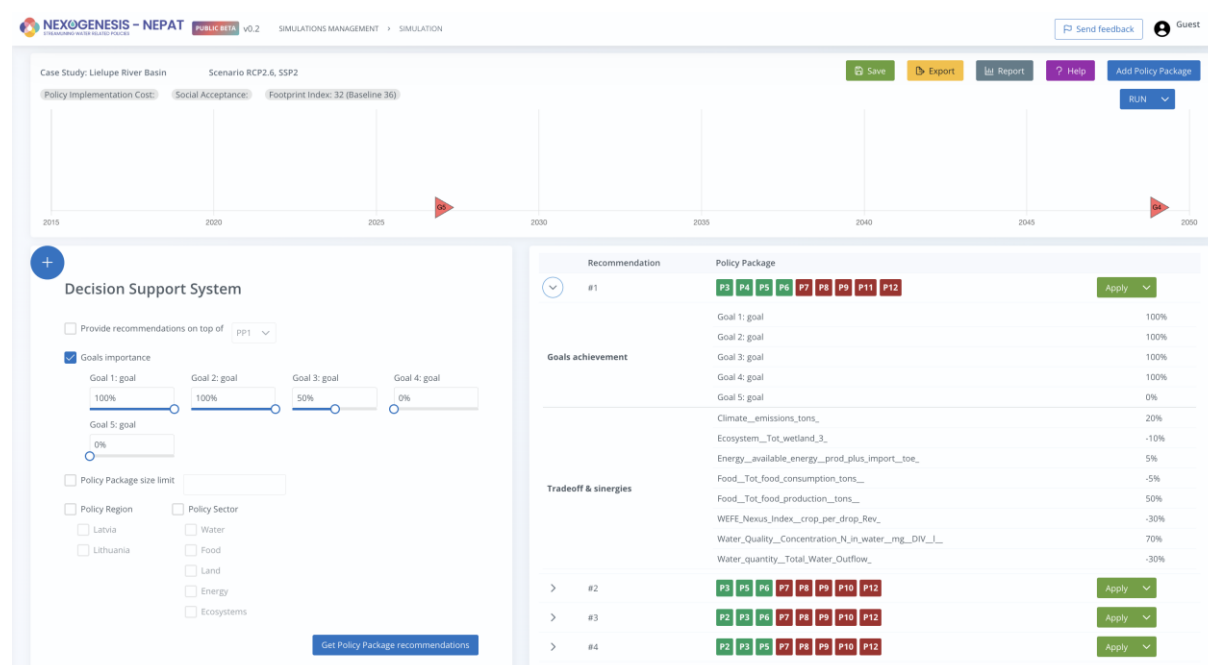 NEXOGENESIS – NEPAT PUBLIC BETA v0.2 SIMULATIONS MANAGEMENT › SIMULATION Send feedback Guest
STREAMLINING WATER RELATED POLICIES
Case Study: Lielupe River Basin Scenario RCP2.6, SSP2 Save Export Report ? Help Add Policy Package
Policy Implementation Cost: Social Acceptance: Footprint Index: 32 (Baseline 36) RUN
G5 G4
2015 2020 2025 2030 2035 2040 2045 2050
+
Decision Support System
Provide recommendations on top of PP1
Goals importance
Goal 1: goal Goal 2: goal Goal 3: goal Goal 4: goal
100% 100% 50% 0%
Goal 5: goal
0%
Policy Package size limit
Policy Region Policy Sector
Latvia Water
Lithuania Food
Land
Energy
Ecosystems
Get Policy Package recommendations
Recommendation Policy Package
#1 P3 P4 P5 P6 P7 P8 P9 P11 P12 Apply
Goal 1: goal 100%
Goal 2: goal 100%
Goals achievement Goal 3: goal 100%
Goal 4: goal 100%
Goal 5: goal 0%
Climate__emissions_tons_ 20%
Ecosystem__Tot_wetland_3_ -10%
Energy__available_energy__prod_plus_import__toe_ 5%
Food__Tot_food_consumption_tons__ -5%
Tradeoff & sinergies Food__Tot_food_production__tons__ 50%
WEFE_Nexus_Index__crop_per_drop_Rev_ -30%
Water_Quality__Concentration_N_in_water__mg__DIV__l__ 70%
Water_quantity__Total_Water_Outflow_ -30%
#2 P3 P5 P6 P7 P8 P9 P10 P12 Apply
#3 P2 P3 P6 P7 P8 P9 P10 P12 Apply
#4 P2 P3 P5 P7 P8 P9 P10 P12 Apply